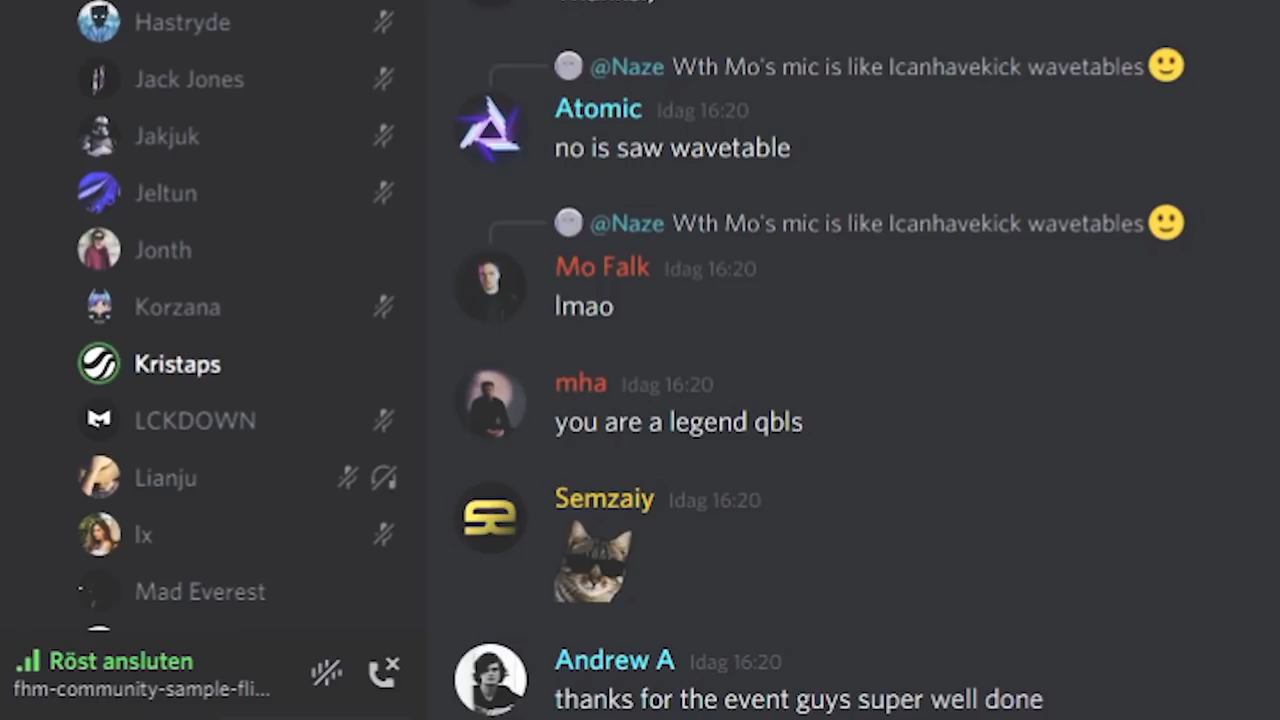 Hastryde
Jack Jones
Jakjuk
Jeltun
Jonth
Korzana
Kristaps
LCKDOWN
Lianju
lx
Mad Everest
Röst ansluten
fhm-community-sample-fli...
@Naze Wth Mo's mic is like Icanhavekick wavetables
Atomic Idag 16:20
no is saw wavetable
@Naze Wth Mo's mic is like Icanhavekick wavetables
Mo Falk Idag 16:20
lmao
mha Idag 16:20
you are a legend qbls
Semzaiy Idag 16:20
Andrew A Idag 16:20
thanks for the event guys super well done